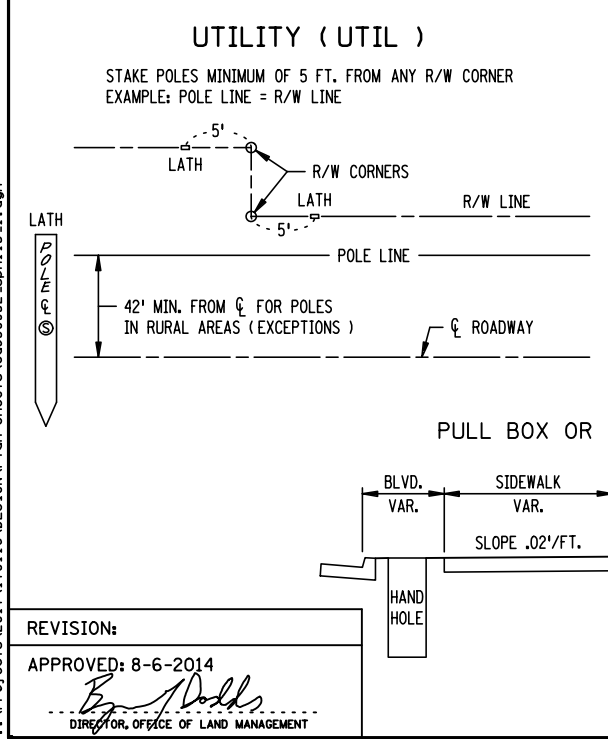 UTILITY ( UTIL )
STAKE POLES MINIMUM OF 5 FT. FROM ANY R/W CORNER
EXAMPLE: POLE LINE = R/W LINE
5'
LATH
R/W CORNERS
LATH
R/W LINE
5'
LATH
POLE ℄ Ⓢ
POLE LINE
42' MIN. FROM ℄ FOR POLES
IN RURAL AREAS ( EXCEPTIONS )
℄ ROADWAY
PULL BOX OR
BLVD.
VAR.
SIDEWALK
VAR.
SLOPE .02'/FT.
HAND
HOLE
REVISION:
APPROVED: 8-6-2014
DIRECTOR, OFFICE OF LAND MANAGEMENT